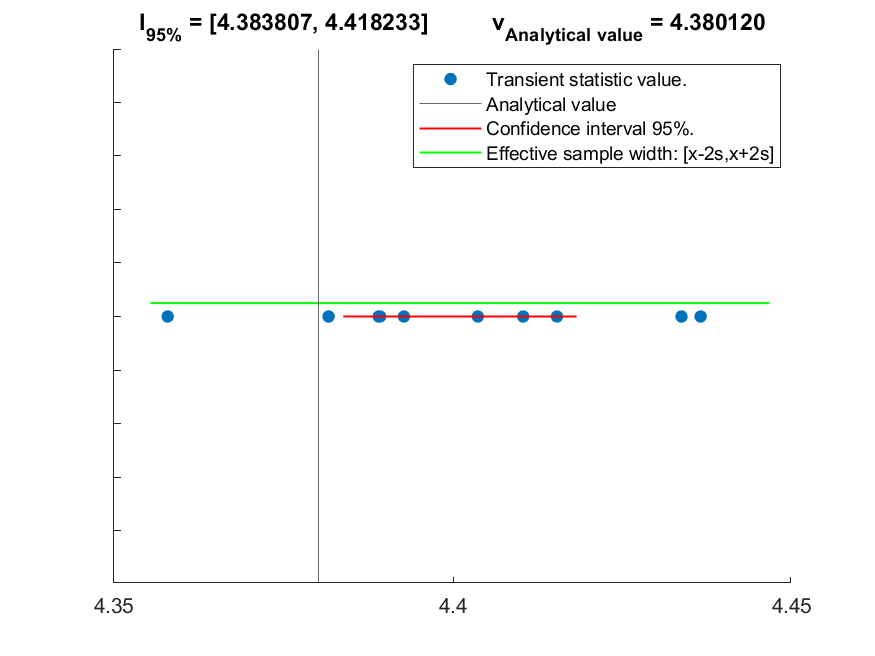 I95% = [4.383807, 4.418233] vAnalytical value = 4.380120
Transient statistic value.
Analytical value
Confidence interval 95%.
Effective sample width: [x-2s,x+2s]
4.35 4.4 4.45